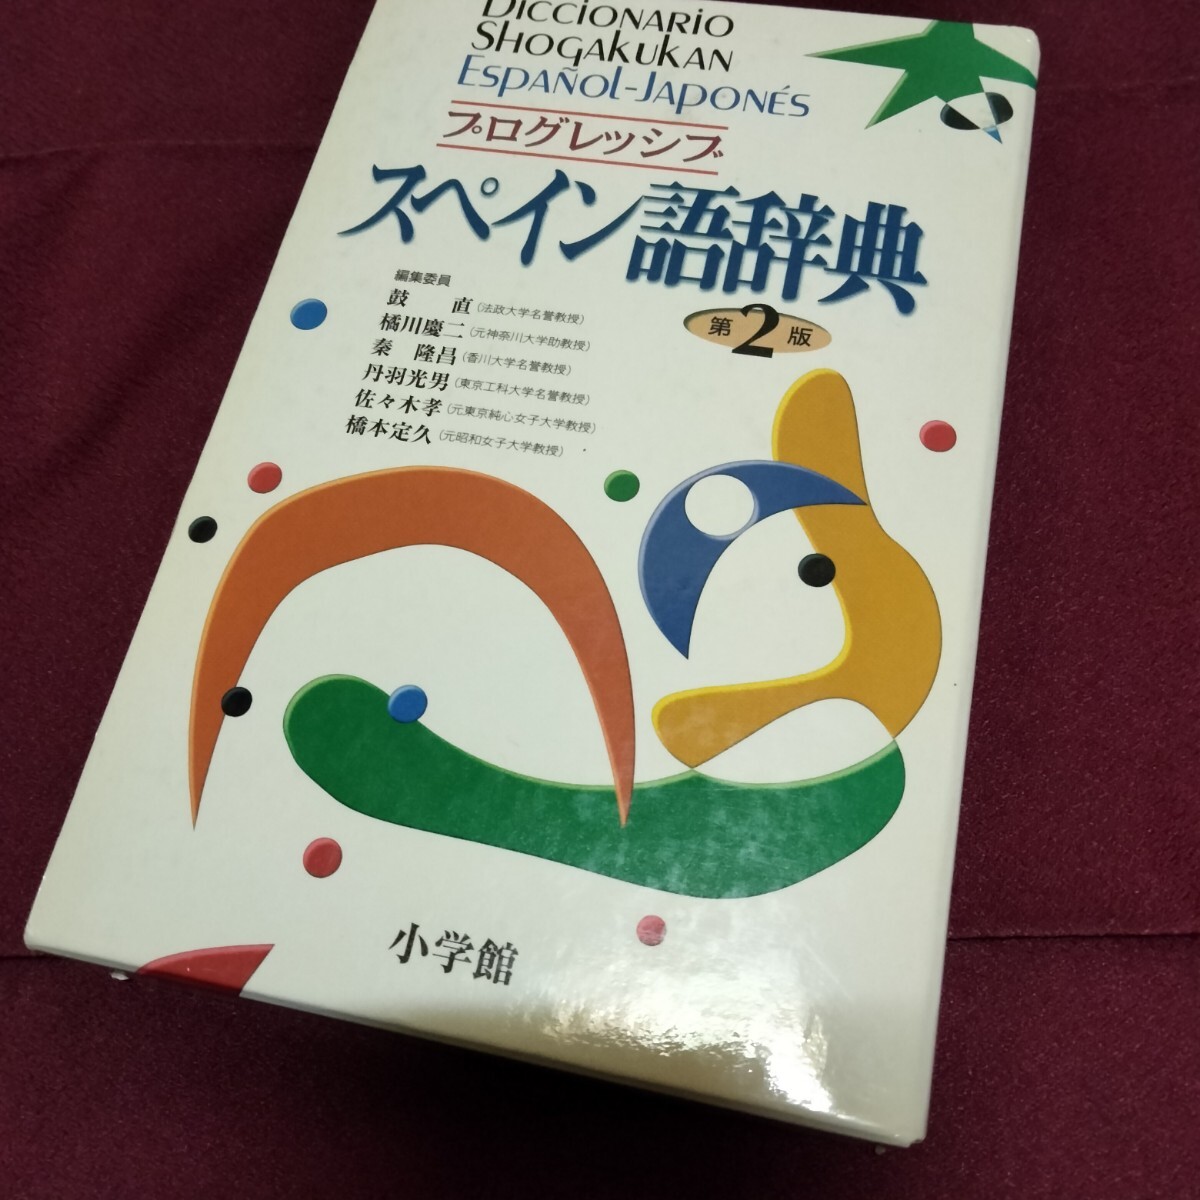 Diccionario
Shogakukan
Español-Japonés
プログレッシブ
スペイン語辞典
第2版
編集委員
鼓 直(法政大学名誉教授)
橘川慶二(元神奈川大学助教授)
秦 隆昌(香川大学名誉教授)
丹羽光男(東京工科大学名誉教授)
佐々木孝(元東京純心女子大学教授)
橋本定久(元昭和女子大学教授)
小学館